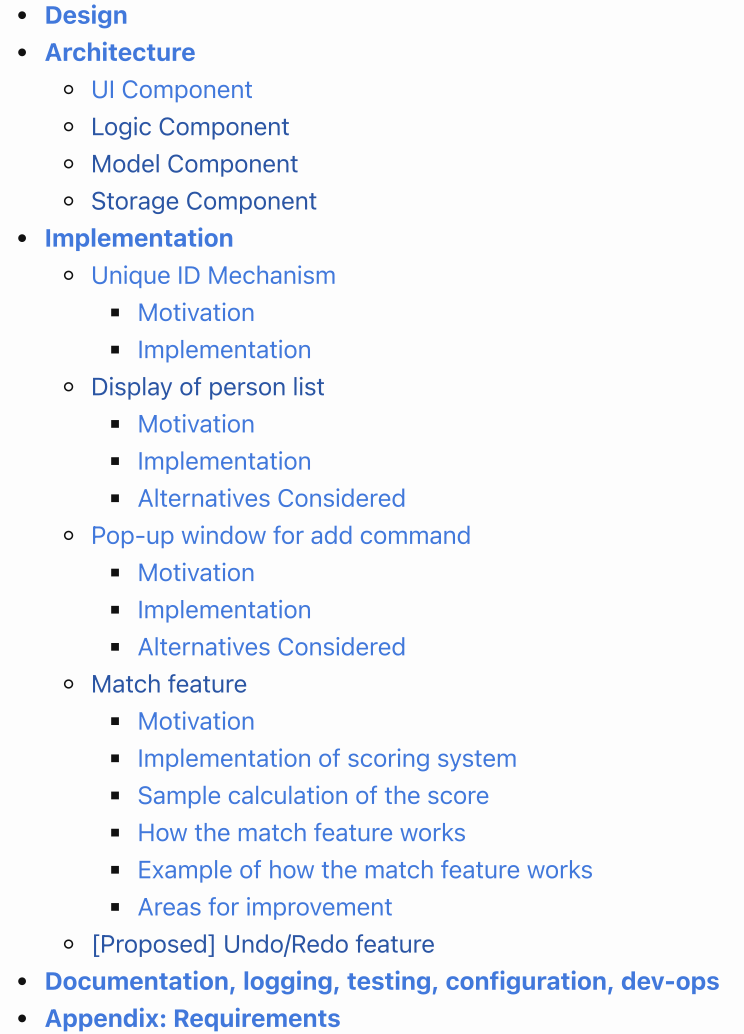 Design
Architecture
UI Component
Logic Component
Model Component
Storage Component
Implementation
Unique ID Mechanism
Motivation
Implementation
Display of person list
Motivation
Implementation
Alternatives Considered
Pop-up window for add command
Motivation
Implementation
Alternatives Considered
Match feature
Motivation
Implementation of scoring system
Sample calculation of the score
How the match feature works
Example of how the match feature works
Areas for improvement
[Proposed] Undo/Redo feature
Documentation, logging, testing, configuration, dev-ops
Appendix: Requirements